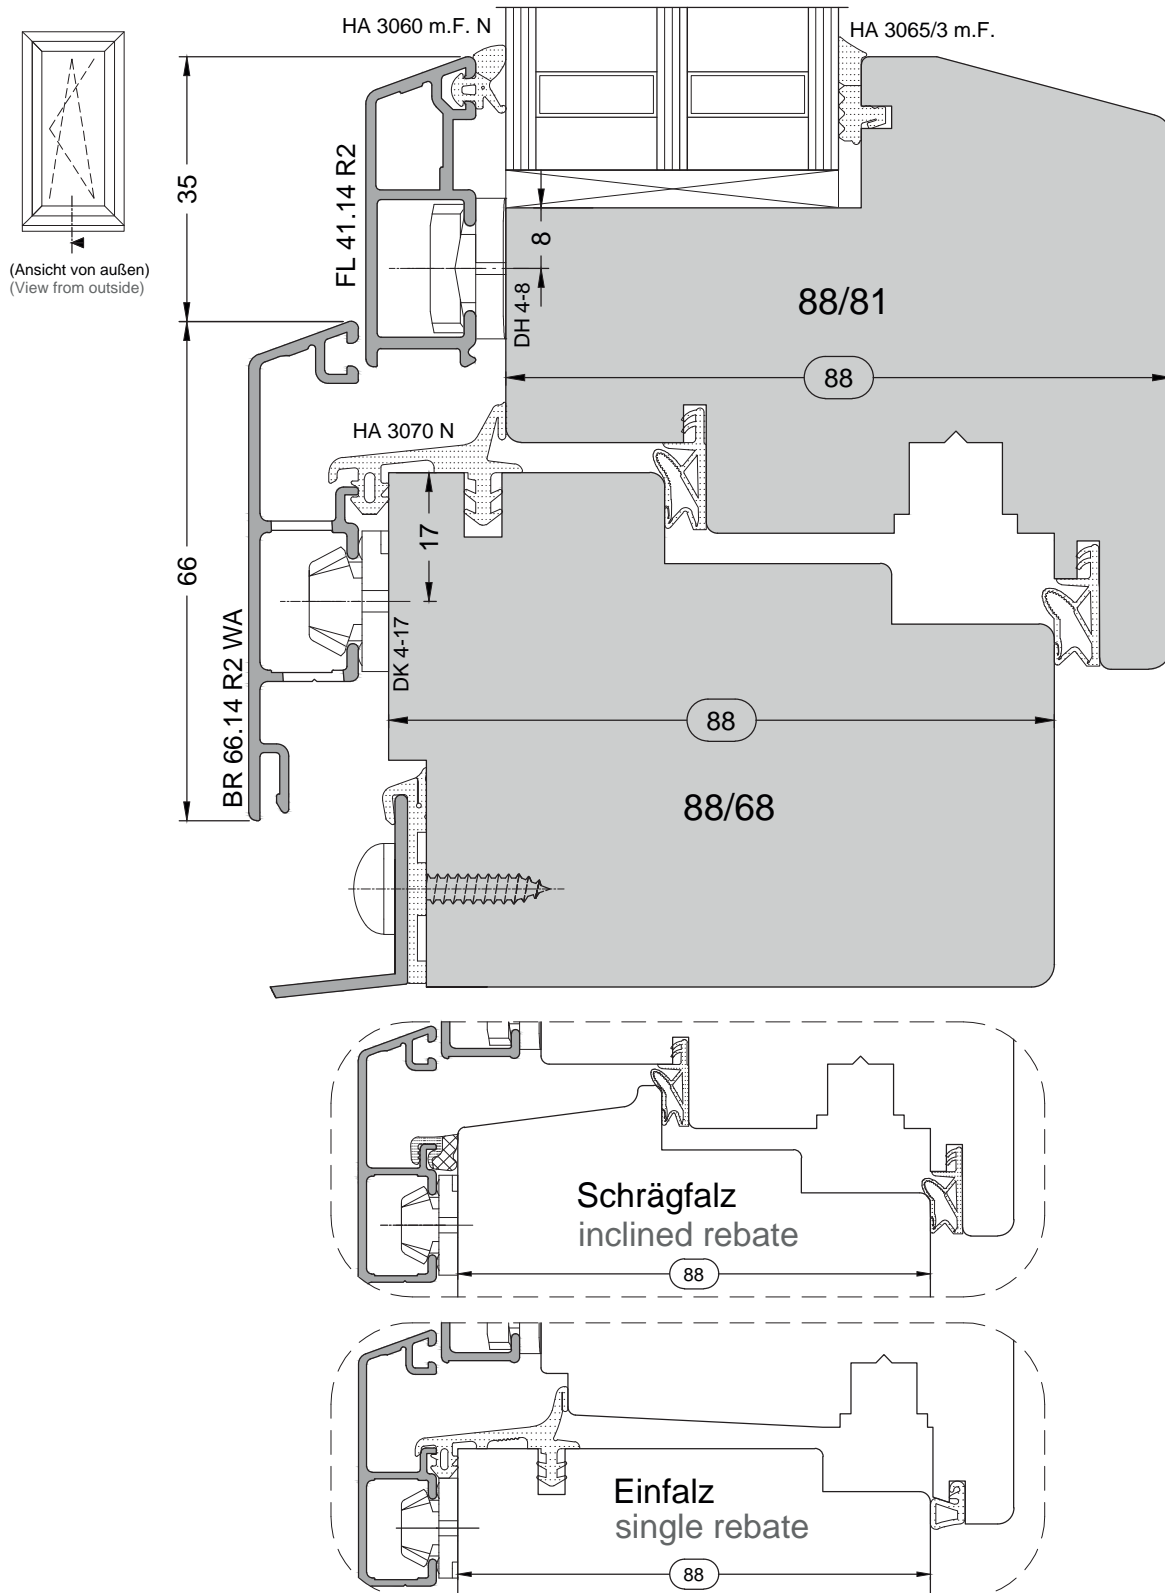 HA 3060 m.F. N
HA 3065/3 m.F.
35
FL 41.14 R2
8
(Ansicht von außen)
(View from outside)
DH 4-8
88/81
88
HA 3070 N
17
66
BR 66.14 R2 WA
DK 4-17
88
88/68
Schrägfalz
inclined rebate
88
Einfalz
single rebate
88